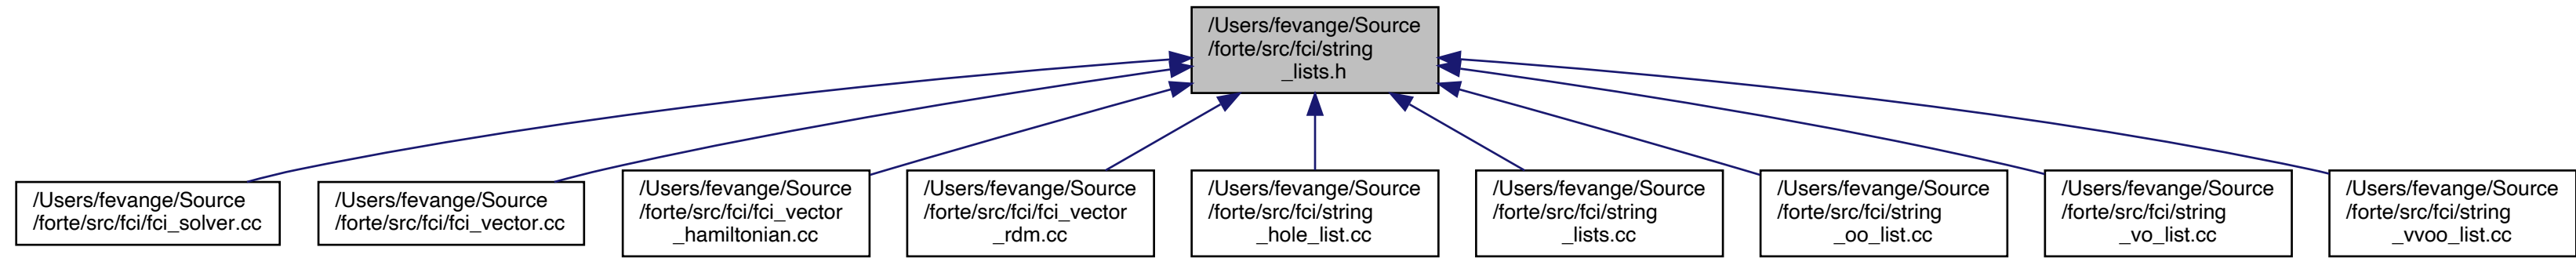 /Users/fevange/Source
/forte/src/fci/string
_lists.h
/Users/fevange/Source
/forte/src/fci/fci_solver.cc
/Users/fevange/Source
/forte/src/fci/fci_vector.cc
/Users/fevange/Source
/forte/src/fci/fci_vector
_hamiltonian.cc
/Users/fevange/Source
/forte/src/fci/fci_vector
_rdm.cc
/Users/fevange/Source
/forte/src/fci/string
_hole_list.cc
/Users/fevange/Source
/forte/src/fci/string
_lists.cc
/Users/fevange/Source
/forte/src/fci/string
_oo_list.cc
/Users/fevange/Source
/forte/src/fci/string
_vo_list.cc
/Users/fevange/Source
/forte/src/fci/string
_vvoo_list.cc